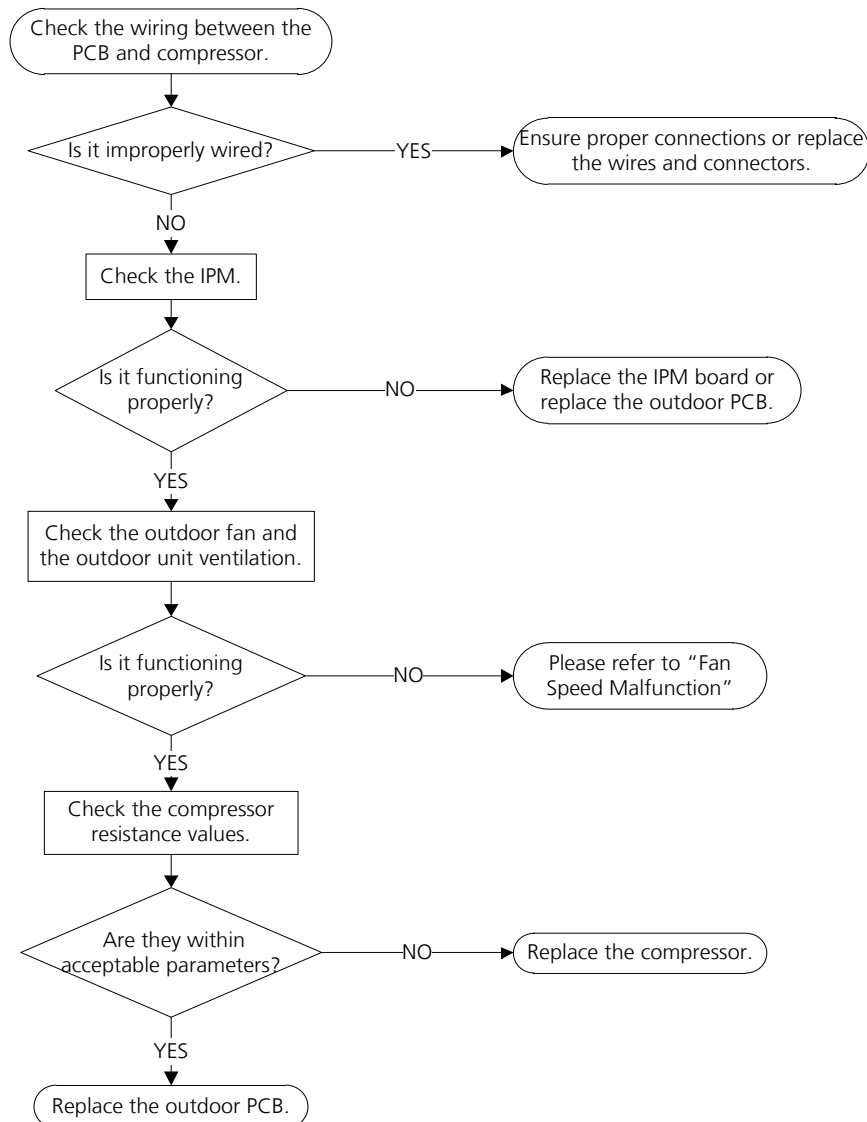 Check the wiring between the
PCB and compressor.
Is it improperly wired?
YES
Ensure proper connections or replace
the wires and connectors.
NO
Check the IPM.
Is it functioning
properly?
NO
Replace the IPM board or
replace the outdoor PCB.
YES
Check the outdoor fan and
the outdoor unit ventilation.
Is it functioning
properly?
NO
Please refer to “Fan
Speed Malfunction”
YES
Check the compressor
resistance values.
Are they within
acceptable parameters?
NO
Replace the compressor.
YES
Replace the outdoor PCB.